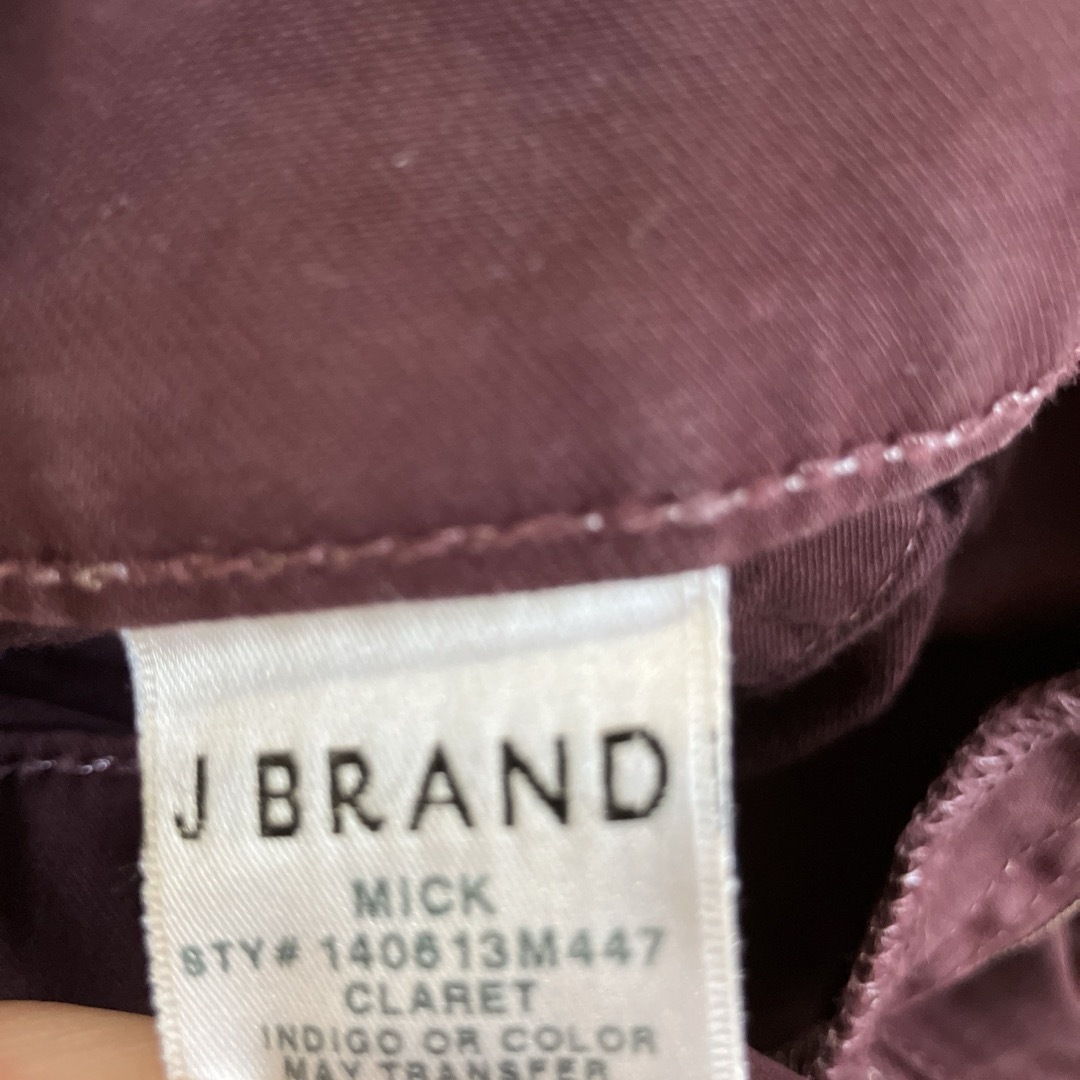 J BRAND
MICK
STY# 140613M447
CLARET
INDIGO OR COLOR
MAY TRANSFER